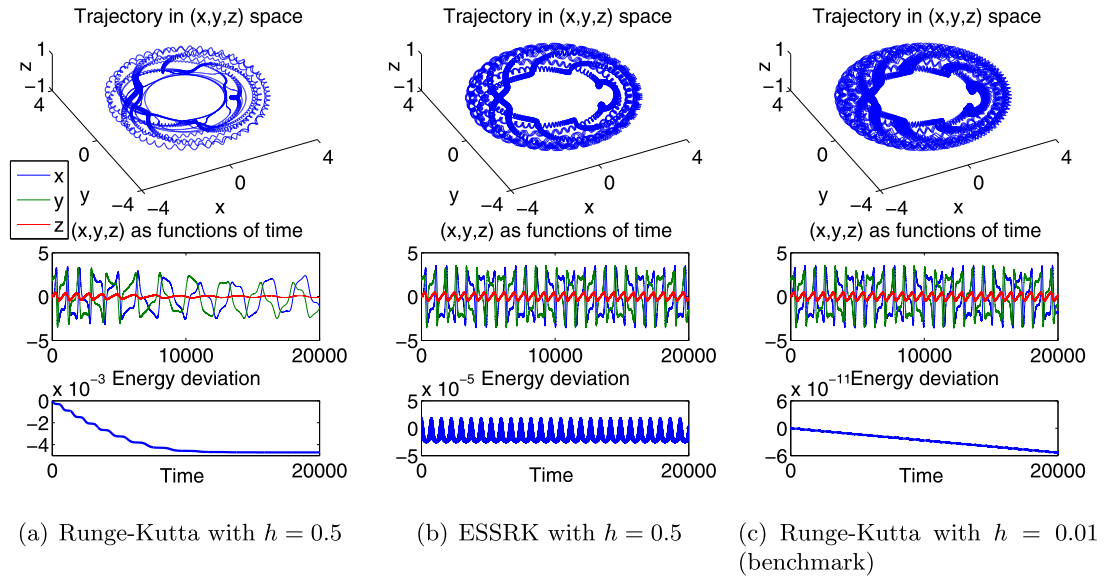 Trajectory in (x,y,z) space
1
z
−1
4
0
y
−4
−4
x
0
4
x
y
z
(x,y,z) as functions of time
5
0
−5
0
10000
20000
x 10−3 Energy deviation
0
−2
−4
0
Time
20000
(a) Runge-Kutta with h = 0.5
Trajectory in (x,y,z) space
1
z
−1
4
0
y
−4
−4
x
0
4
(x,y,z) as functions of time
5
0
−5
0
10000
20000
x 10−5 Energy deviation
5
0
−5
0
Time
20000
(b) ESSRK with h = 0.5
Trajectory in (x,y,z) space
1
z
−1
4
0
y
−4
−4
x
0
4
(x,y,z) as functions of time
5
0
−5
0
10000
20000
x 10−11Energy deviation
6
0
−6
0
Time
20000
(c) Runge-Kutta with h = 0.01
(benchmark)